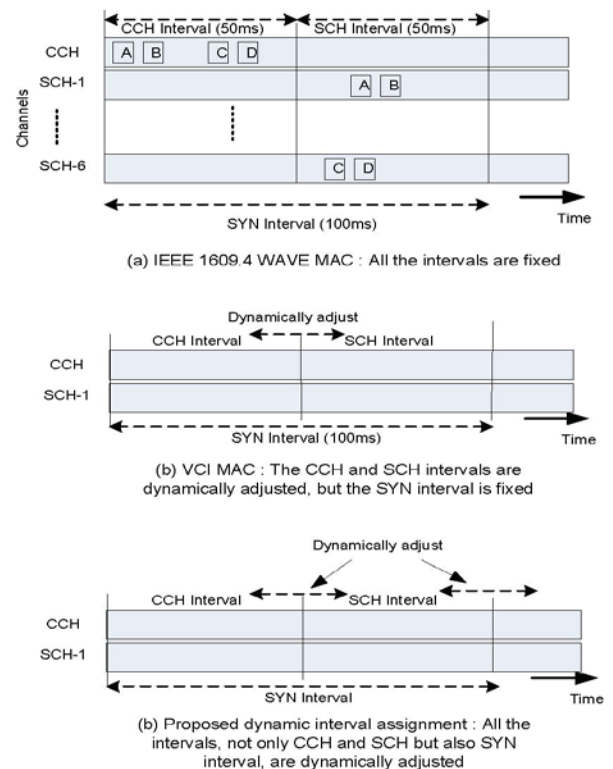 CCH Interval (50ms) SCH Interval (50ms)
CCH A B C D
SCH-1 A B
Channels
SCH-6 C D
SYN Interval (100ms)
Time
(a) IEEE 1609.4 WAVE MAC : All the intervals are fixed
Dynamically adjust
CCH Interval SCH Interval
CCH
SCH-1
SYN Interval (100ms)
Time
(b) VCI MAC : The CCH and SCH intervals are
dynamically adjusted, but the SYN interval is fixed
Dynamically adjust
CCH Interval SCH Interval
CCH
SCH-1
SYN Interval
Time
(b) Proposed dynamic interval assignment : All the
intervals, not only CCH and SCH but also SYN
interval, are dynamically adjusted